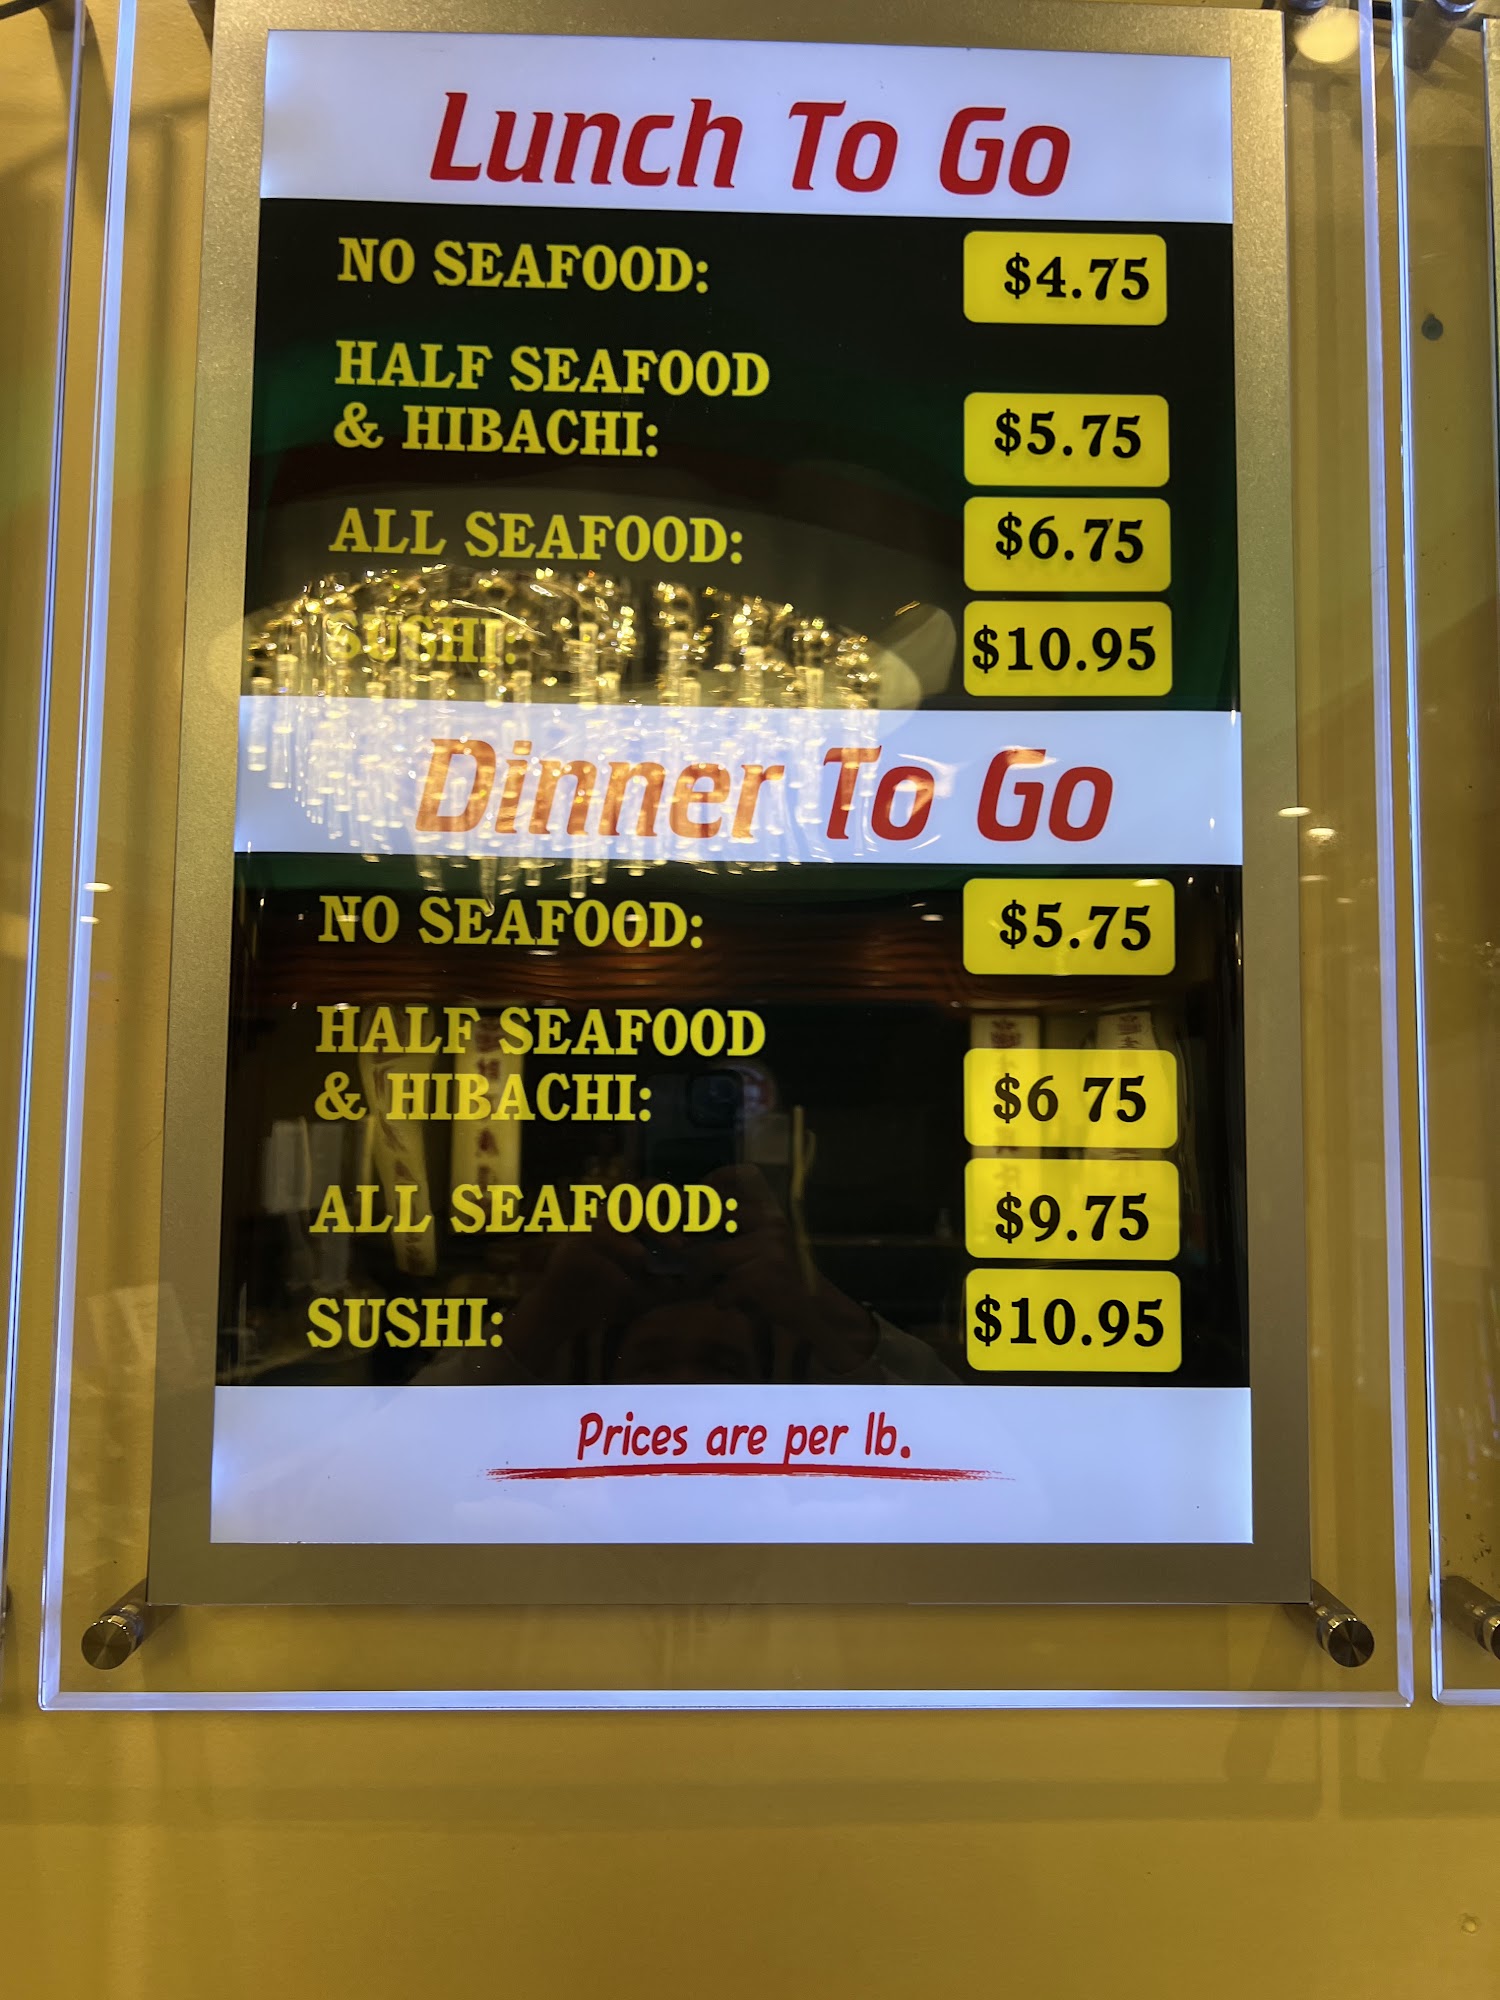 Lunch To Go
NO SEAFOOD: $4.75
HALF SEAFOOD
& HIBACHI: $5.75
ALL SEAFOOD: $6.75
SUSHI: $10.95
Dinner To Go
NO SEAFOOD: $5.75
HALF SEAFOOD
& HIBACHI: $6 75
ALL SEAFOOD: $9.75
SUSHI: $10.95
Prices are per lb.